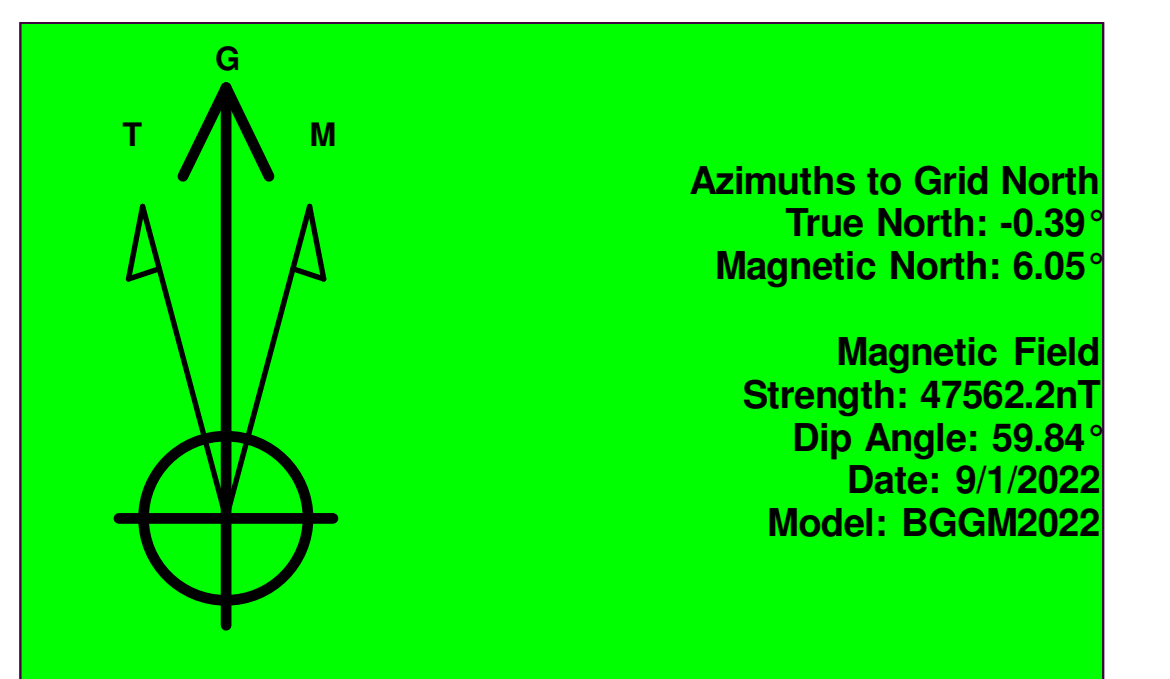 G
T
M
Azimuths to Grid North
True North: -0.39°
Magnetic North: 6.05°
Magnetic Field
Strength: 47562.2nT
Dip Angle: 59.84°
Date: 9/1/2022
Model: BGGM2022